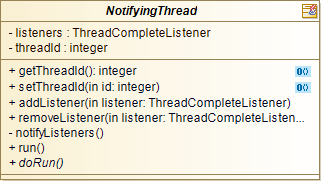 NotifyingThread
- listeners : ThreadCompleteListener
- threadId : integer
+ getThreadId(): integer
+ setThreadId(in id: integer)
+ addListener(in listener: ThreadCompleteListener)
+ removeListener(in listener: ThreadCompleteListen...
- notifyListeners()
+ run()
+ doRun()